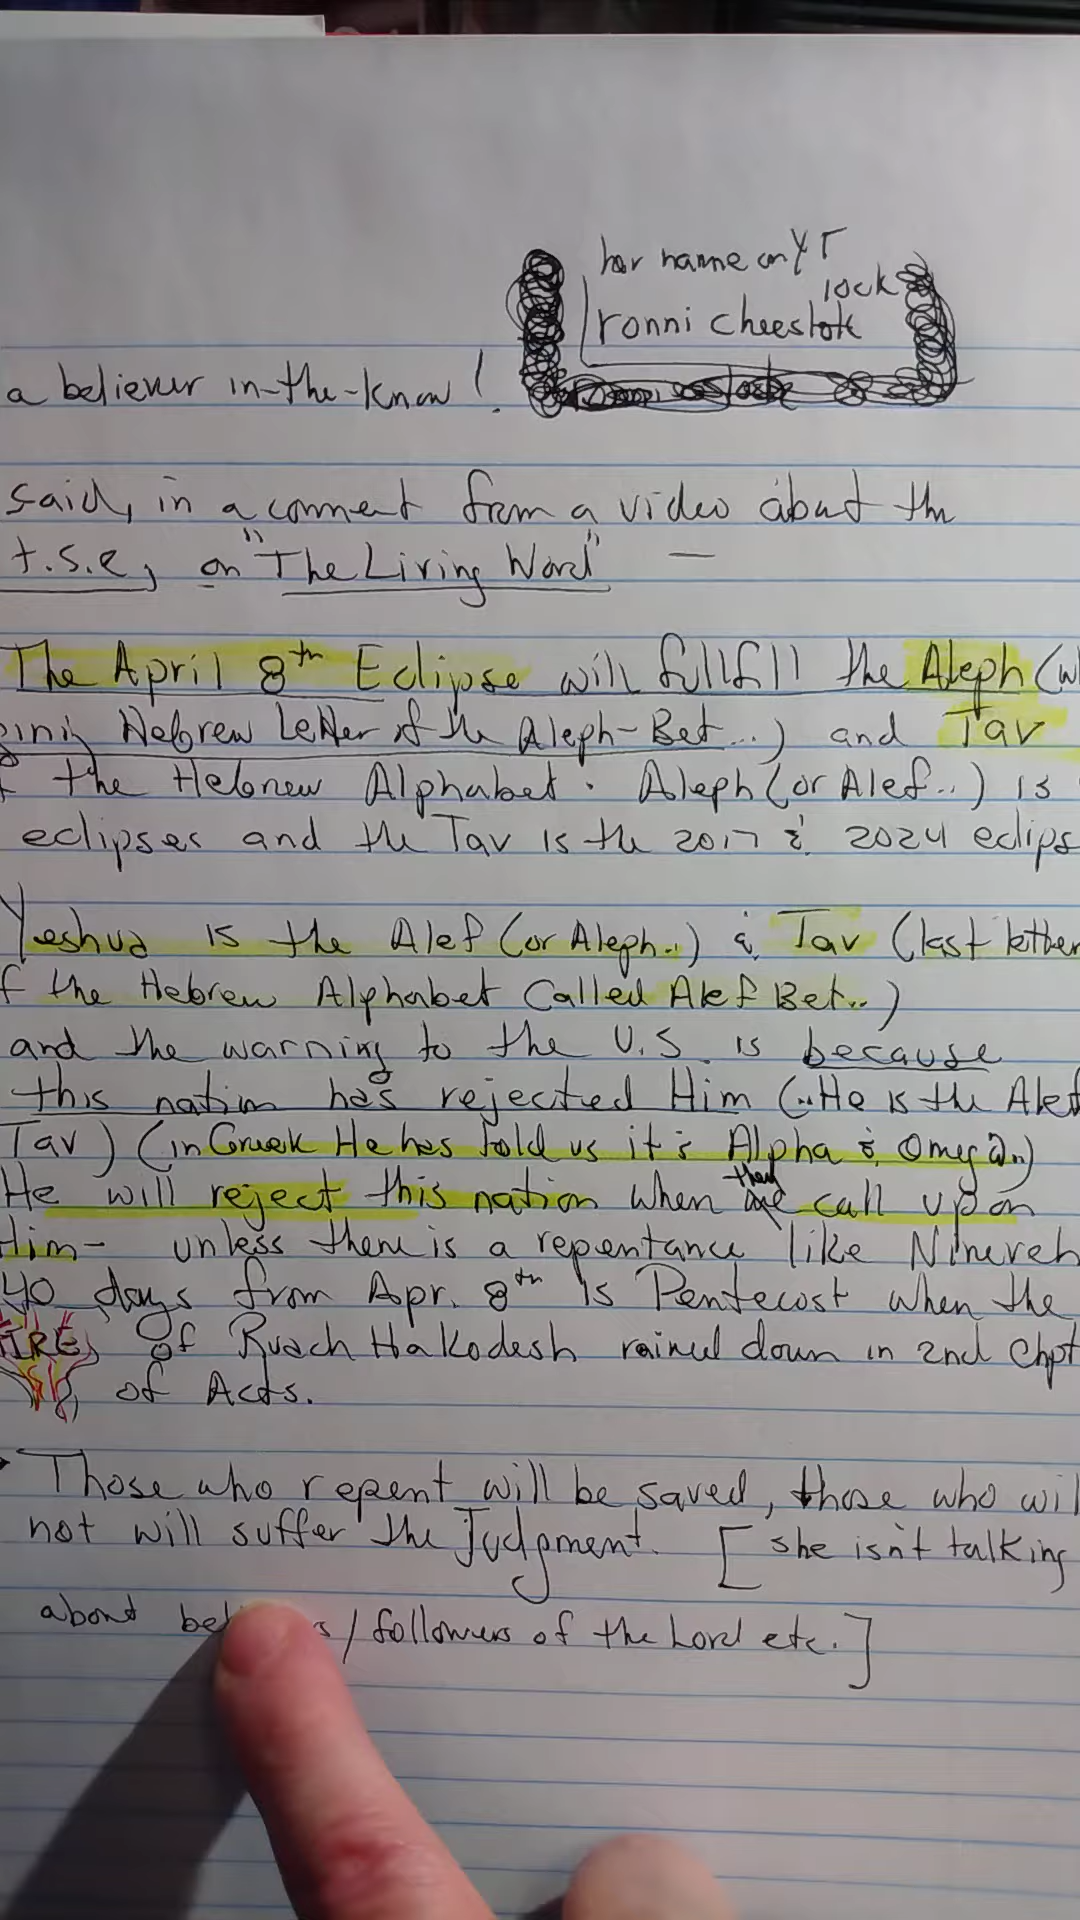 her name on YT
lock
ronni cheestok
a believer in-the-know!
said, in a comment from a video about the
t.s.e, on "The Living Word" —
The April 8th Eclipse will fullfill the Aleph (w
Hebrew Letter of the Aleph-Bet...) and Tav
f the Hebrew Alphabet. Aleph (or Alef..) is
eclipses and the Tav is the 2017 & 2024 eclips
Yeshua is the Alef (or Aleph..) & Tav (last letter
f the Hebrew Alphabet Called Alef Bet..)
and the warning to the U.S. is because
this nation has rejected Him (..He is the Alef
Tav) (in Greek He has told us it's Alpha & Omega..)
they
He will reject this nation when call upon
Him- unless there is a repentance like Nineveh
40 days from Apr. 8th is Pentecost when the
FIRE, of Ruach HaKodesh rained down in 2nd Chpt
of Acts.
Those who repent will be saved, those who wil
not will suffer the Judgment. [she isn't talking
about be s/followers of the Lord etc.]